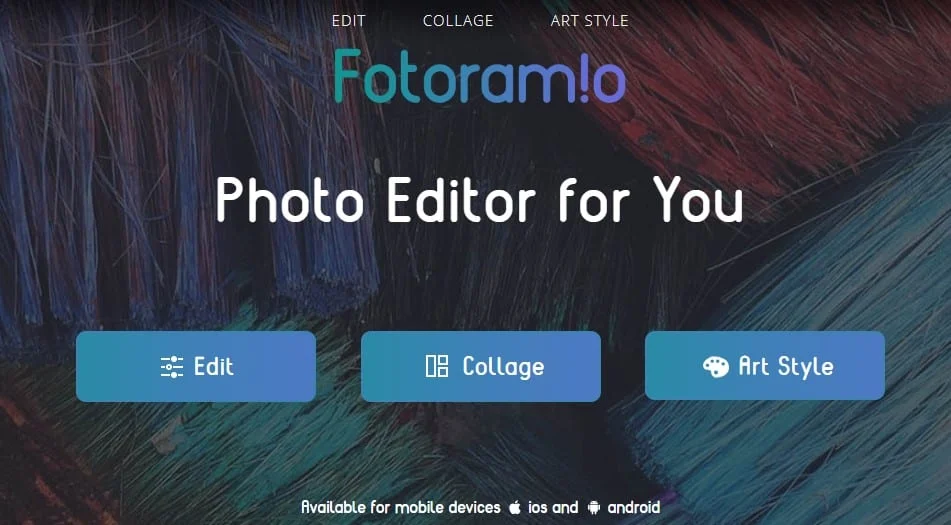 EDIT COLLAGE ART STYLE
Fotoram!o
Photo Editor for You
Edit Collage Art Style
Available for mobile devices ios and android